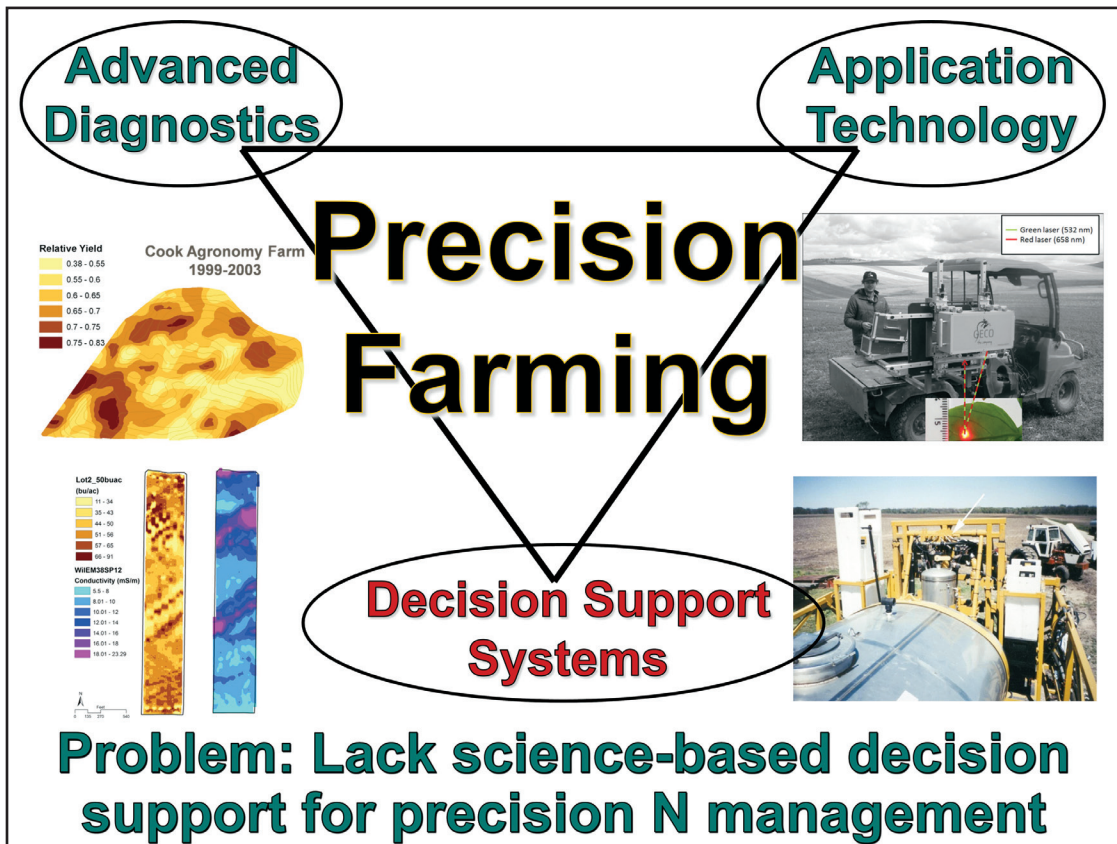 Advanced
Diagnostics
Application
Technology
Precision
Farming
Relative Yield
0.38 - 0.55
0.55 - 0.6
0.6 - 0.65
0.65 - 0.7
0.7 - 0.75
0.75 - 0.83
Cook Agronomy Farm
1999-2003
Green laser (532 nm)
Red laser (658 nm)
Lot2_50buac
(bu/ac)
11 - 34
35 - 43
44 - 50
51 - 56
57 - 65
66 - 91
WilEM38SP12
Conductivity (mS/m)
5.5 - 8
8.01 - 10
10.01 - 12
12.01 - 14
14.01 - 16
16.01 - 18
18.01 - 23.29
N
Feet
Decision Support
Systems
Problem: Lack science-based decision
support for precision N management